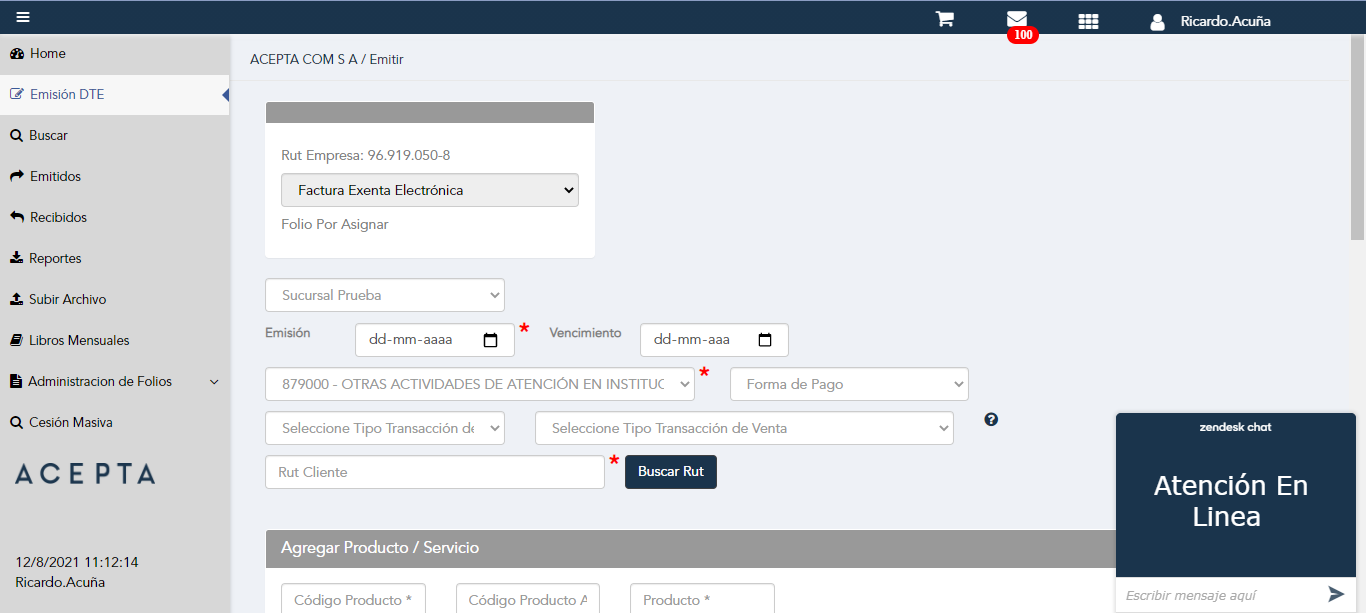 100
Ricardo.Acuña
Home
Emisión DTE
Buscar
Emitidos
Recibidos
Reportes
Subir Archivo
Libros Mensuales
Administracion de Folios
Cesión Masiva
ACEPTA
12/8/2021 11:12:14
Ricardo.Acuña
ACEPTA COM S A / Emitir
Rut Empresa: 96.919.050-8
Factura Exenta Electrónica
Folio Por Asignar
Sucursal Prueba
Emisión dd-mm-aaaa * Vencimiento dd-mm-aaa
879000 - OTRAS ACTIVIDADES DE ATENCIÓN EN INSTITUC * Forma de Pago
Seleccione Tipo Transacción de Seleccione Tipo Transacción de Venta ?
Rut Cliente * Buscar Rut
Agregar Producto / Servicio
Código Producto * Código Producto A Producto *
zendesk chat
Atención En
Linea
Escribir mensaje aquí